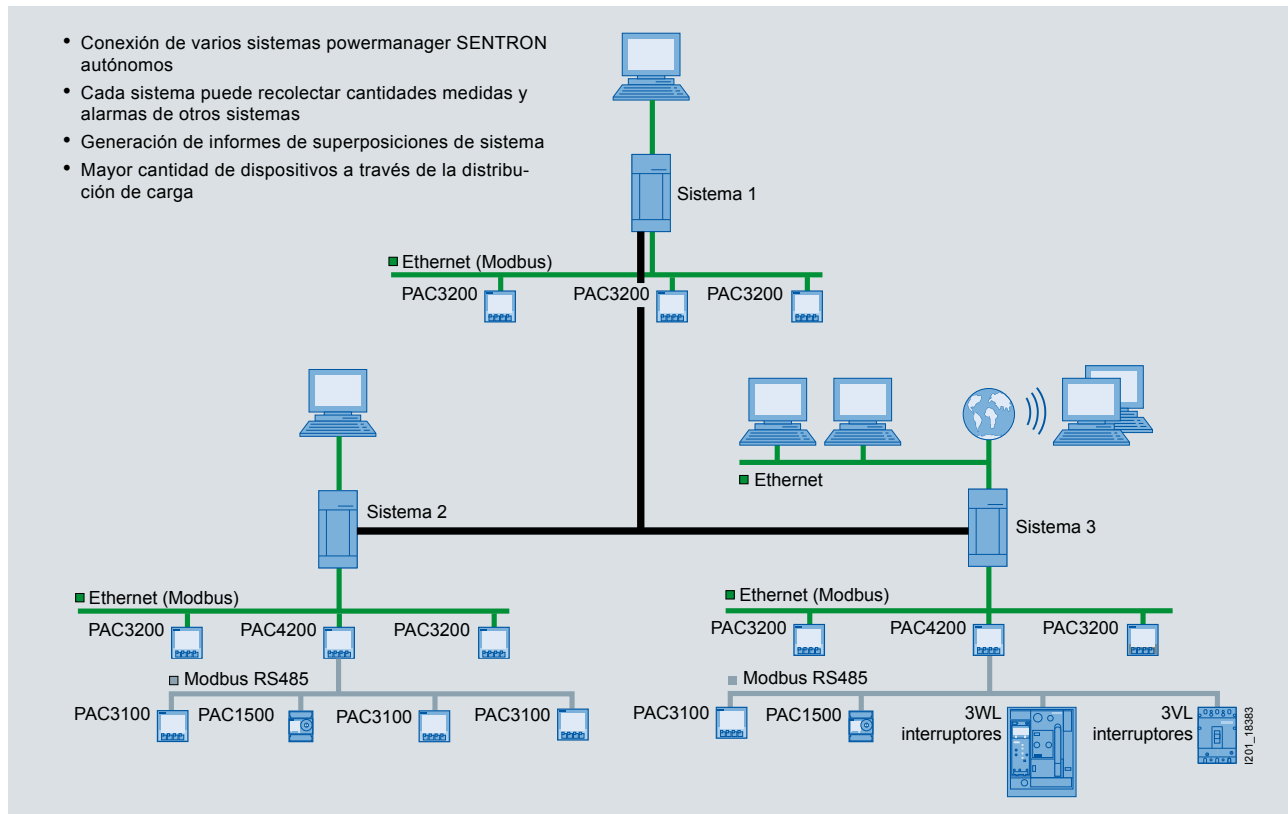 • Conexión de varios sistemas powermanager SENTRON
autónomos
• Cada sistema puede recolectar cantidades medidas y
alarmas de otros sistemas
• Generación de informes de superposiciones de sistema
• Mayor cantidad de dispositivos a través de la distribu-
ción de carga
Sistema 1
Ethernet (Modbus)
PAC3200
PAC3200
PAC3200
Ethernet
Sistema 2
Sistema 3
Ethernet (Modbus)
PAC3200
PAC4200
PAC3200
Modbus RS485
PAC3100
PAC1500
PAC3100
PAC3100
Ethernet (Modbus)
PAC3200
PAC4200
PAC3200
Modbus RS485
PAC3100
PAC1500
3WL
interruptores
3VL
interruptores
I201_18383